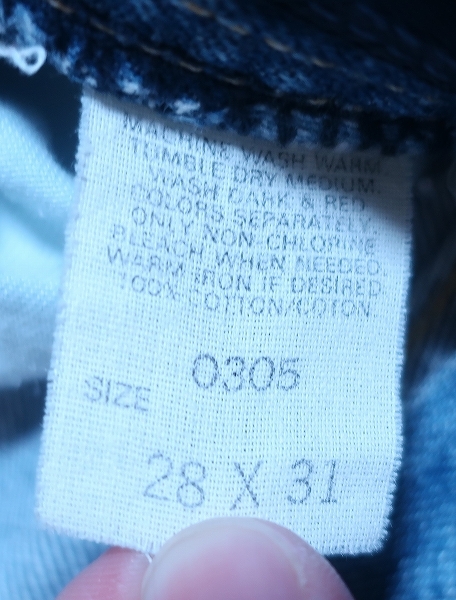 MACHINE WASH WARM
TUMBLE DRY MEDIUM.
WASH DARK & RED
COLORS SEPARATELY.
ONLY NON-CHLORINE
BLEACH WHEN NEEDED.
WARM IRON IF DESIRED
100% COTTON/COTON
0305
SIZE
28 X 31